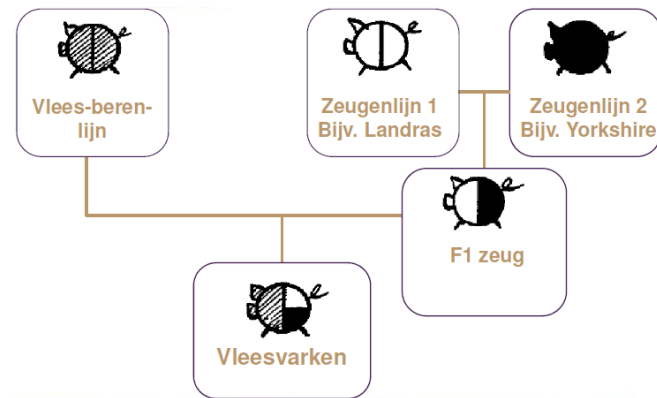 Vlees-beren-
lijn
Zeugenlijn 1
Bijv. Landras
Zeugenlijn 2
Bijv. Yorkshire
F1 zeug
Vleesvarken